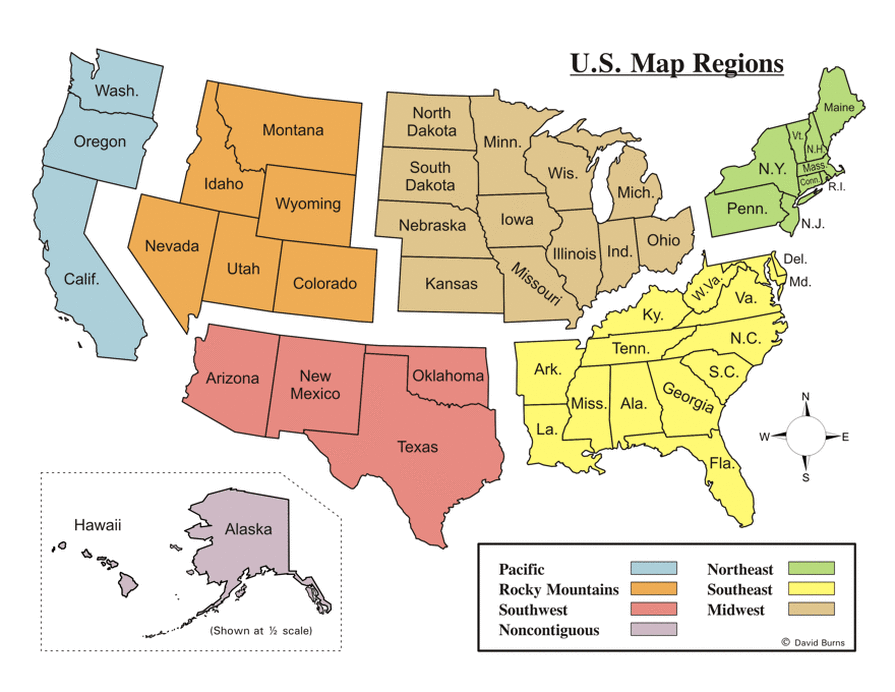 U.S. Map Regions
Wash.
Oregon
Calif.
Montana
Idaho
Wyoming
Nevada
Utah
Colorado
North
Dakota
South
Dakota
Nebraska
Kansas
Minn.
Iowa
Missouri
Wis.
Illinois
Mich.
Ind.
Ohio
Maine
Vt.
N.H.
N.Y.
Mass.
Conn.
R.I.
Penn.
N.J.
Del.
Md.
W.Va.
Va.
Ky.
N.C.
Tenn.
S.C.
Ark.
Miss.
Ala.
Georgia
La.
Fla.
Arizona
New
Mexico
Oklahoma
Texas
N
W
E
S
Hawaii
Alaska
(Shown at ½ scale)
Pacific
Rocky Mountains
Southwest
Noncontiguous
Northeast
Southeast
Midwest
© David Burns